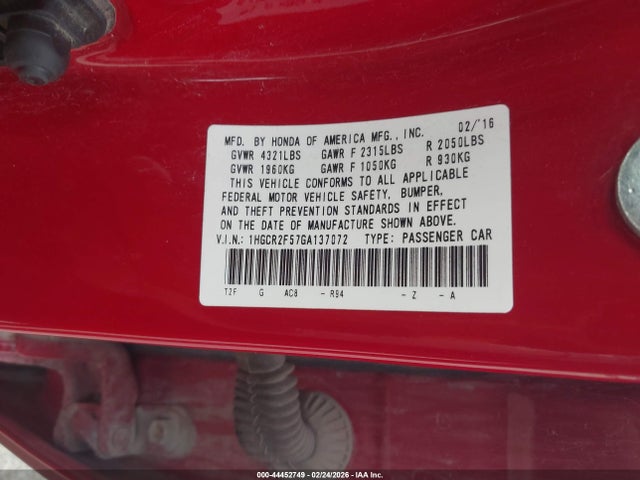 MFD. BY HONDA OF AMERICA MFG., INC. 02/'16
GVWR 4321LBS GAWR F 2315LBS R 2050LBS
GVWR 1960KG GAWR F 1050KG R 930KG
THIS VEHICLE CONFORMS TO ALL APPLICABLE
FEDERAL MOTOR VEHICLE SAFETY, BUMPER,
AND THEFT PREVENTION STANDARDS IN EFFECT
ON THE DATE OF MANUFACTURE SHOWN ABOVE.
V.I.N.: 1HGCR2F57GA137072 TYPE: PASSENGER CAR
T2F G AC8 - R94 - Z - A
000-44452749 | 02/24/2026 - IAA Inc.